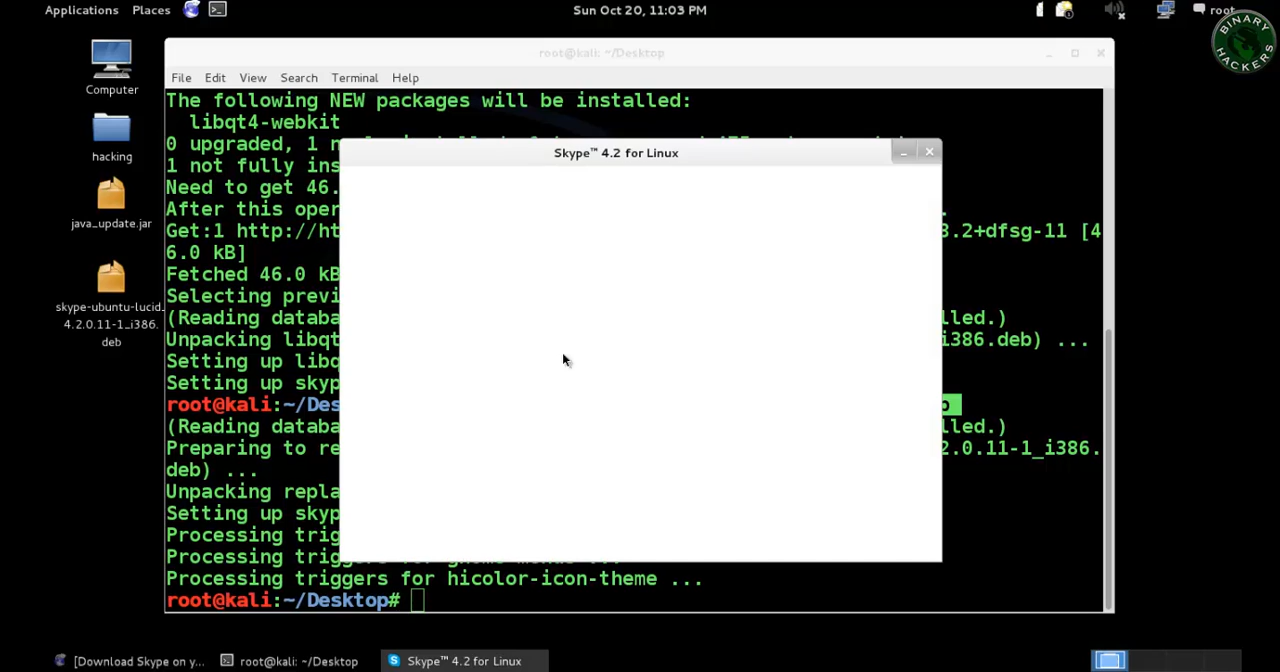 Applications Places Sun Oct 20, 11:03 PM root
BINARY HACKERS
root@kali: ~/Desktop
File Edit View Search Terminal Help
Computer
hacking
java_update.jar
skype-ubuntu-lucid_
4.2.0.11-1_i386.
deb
The following NEW packages will be installed:
libqt4-webkit
0 upgraded, 1 n
1 not fully ins
Need to get 46.
After this oper
Get:1 http://ht 3.2+dfsg-11 [4
6.0 kB]
Fetched 46.0 kB
Selecting previ
(Reading databa lled.)
Unpacking libqt i386.deb) ...
Setting up libq
Setting up skyp
root@kali:~/Des b
(Reading databa lled.)
Preparing to re 2.0.11-1_i386.
deb) ...
Unpacking repla
Setting up skyp
Processing trig
Processing triggers for gnome-menus ...
Processing triggers for hicolor-icon-theme ...
root@kali:~/Desktop#
Skype™ 4.2 for Linux
[Download Skype on y... root@kali: ~/Desktop Skype™ 4.2 for Linux